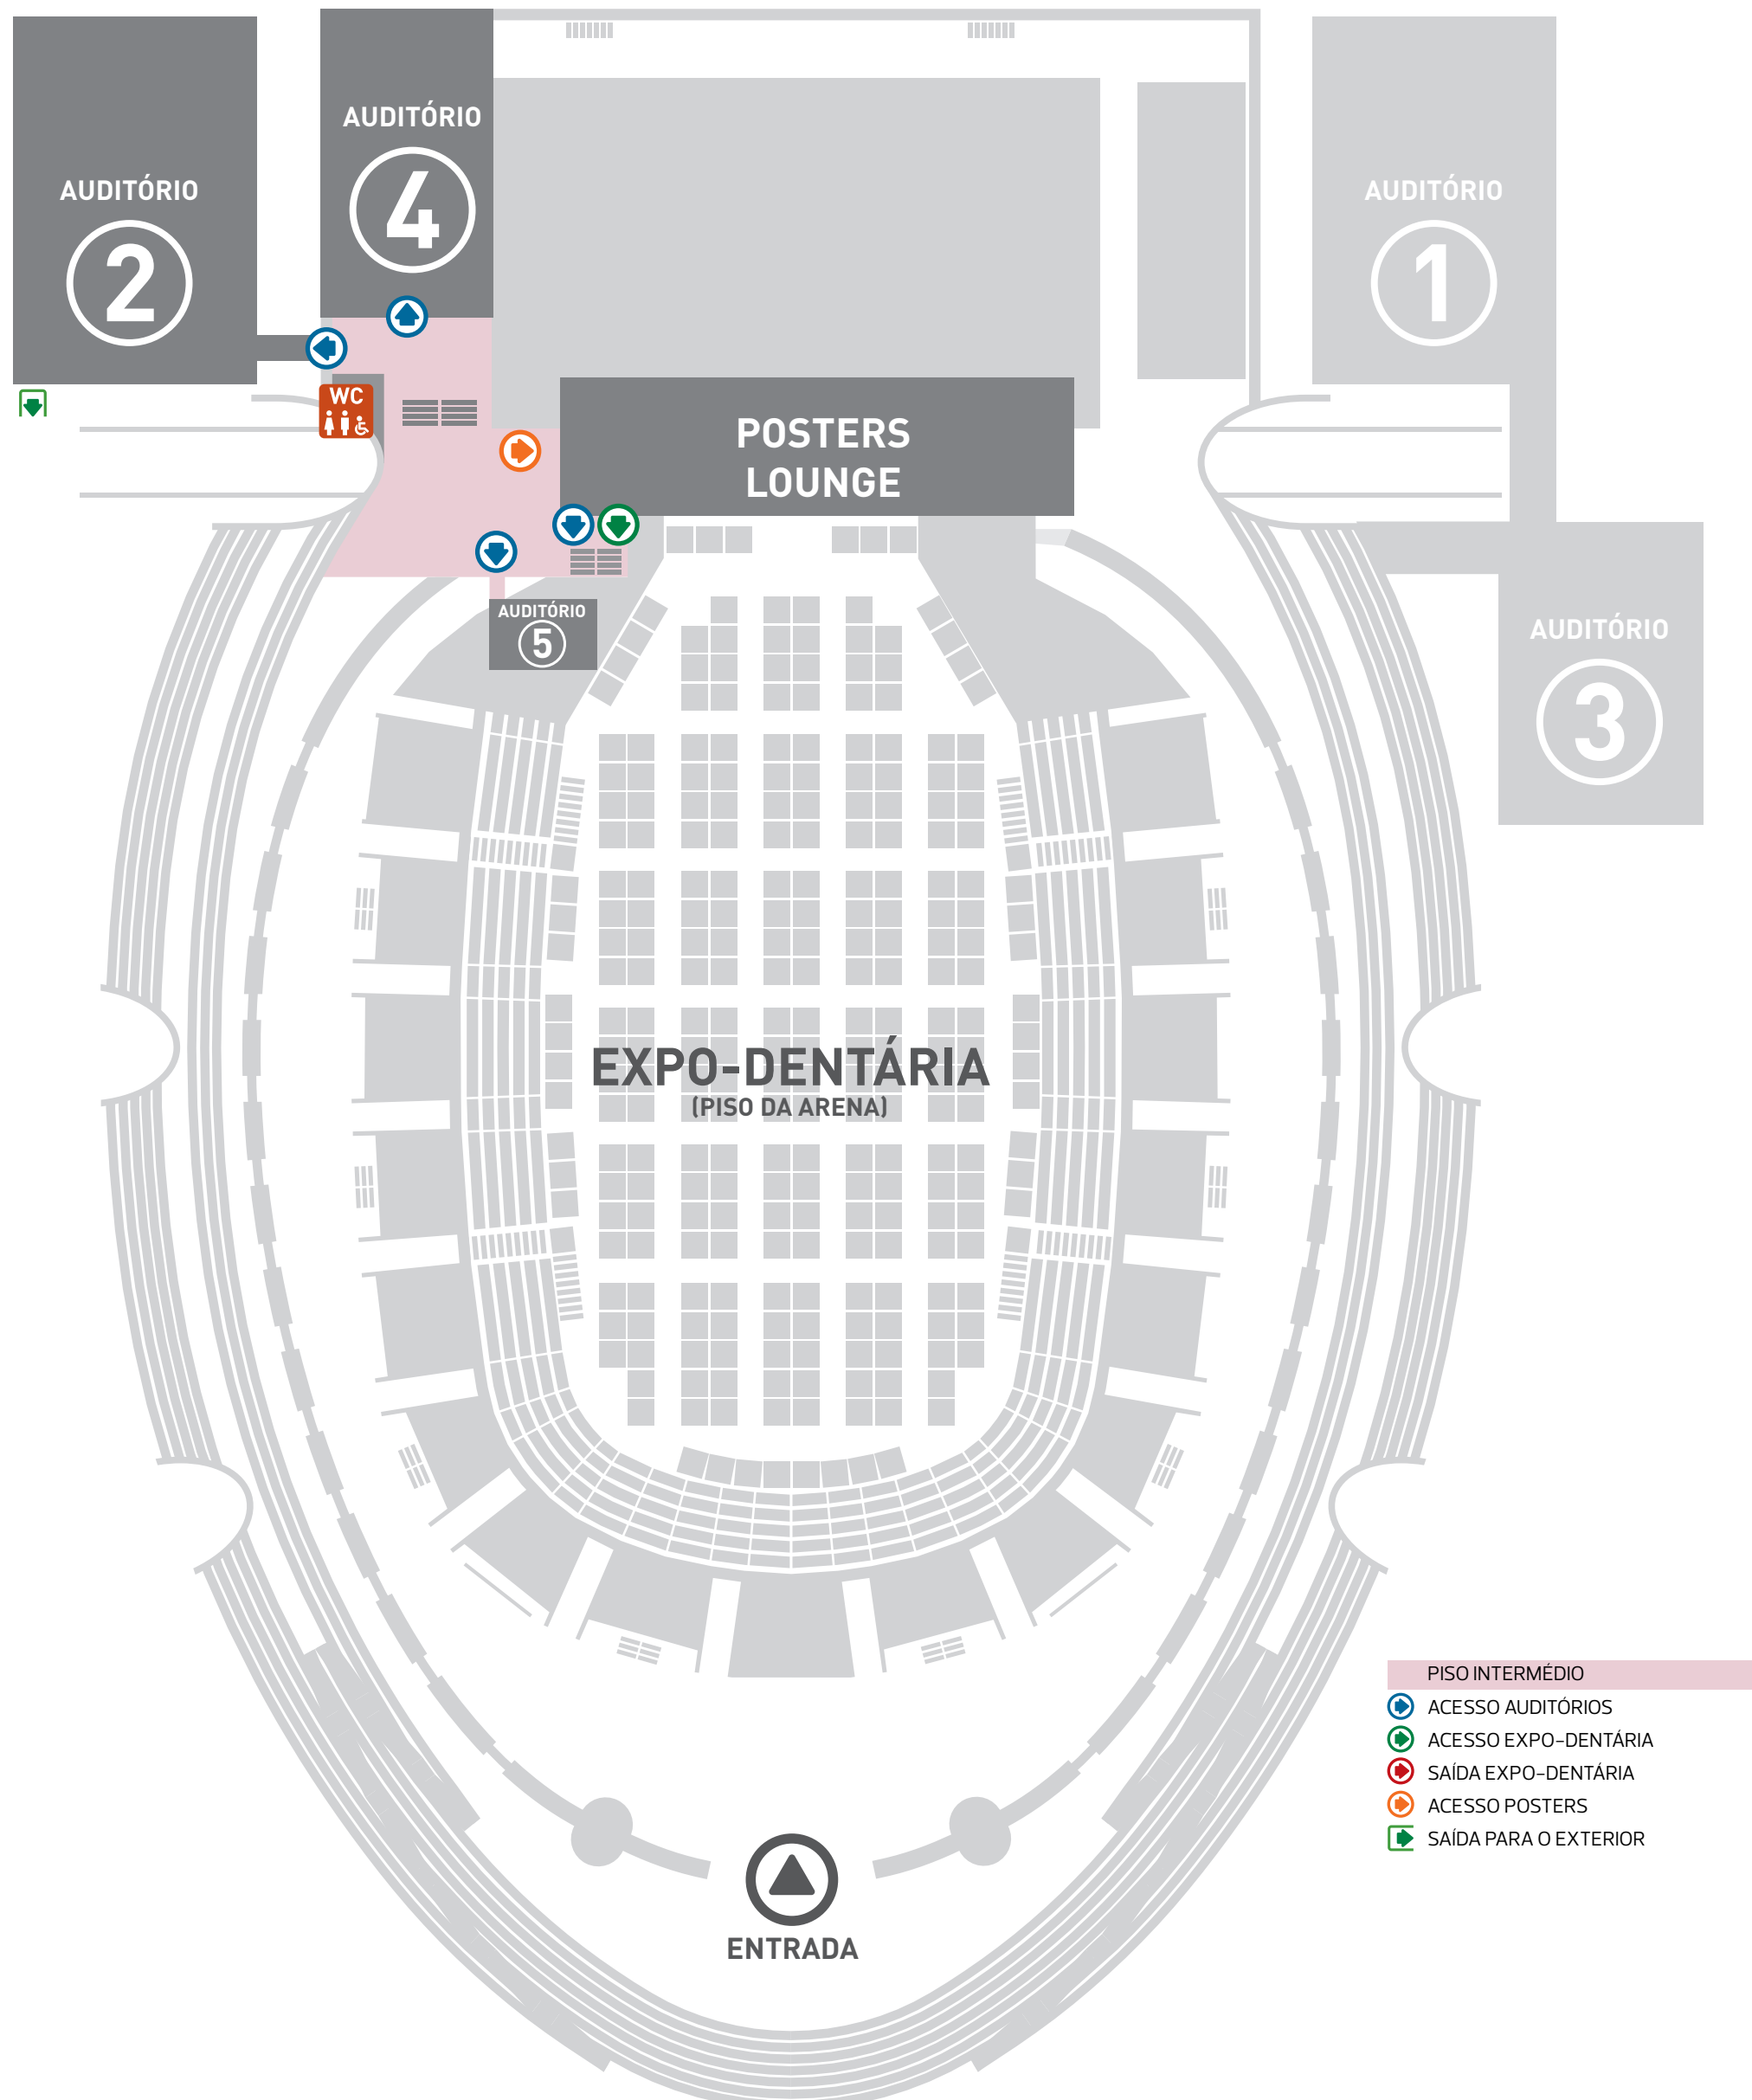 AUDITÓRIO
4
AUDITÓRIO
2
AUDITÓRIO
1
WC
POSTERS
LOUNGE
AUDITÓRIO
5
AUDITÓRIO
3
EXPO-DENTÁRIA
(PISO DA ARENA)
PISO INTERMÉDIO
ACESSO AUDITÓRIOS
ACESSO EXPO-DENTÁRIA
SAÍDA EXPO-DENTÁRIA
ACESSO POSTERS
SAÍDA PARA O EXTERIOR
ENTRADA